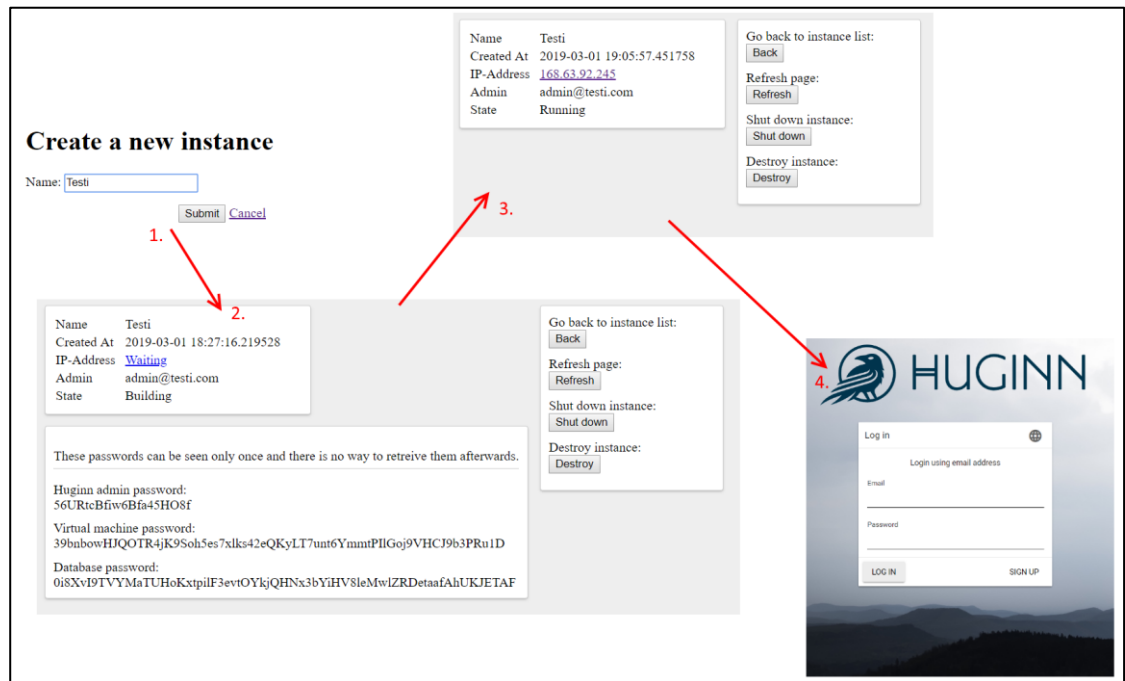 Create a new instance
Name: Testi
Submit Cancel
1.
2.
Name Testi
Created At 2019-03-01 18:27:16.219528
IP-Address Waiting
Admin admin@testi.com
State Building
These passwords can be seen only once and there is no way to retreive them afterwards.
Huginn admin password:
56URtcBfiw6Bfa45HO8f
Virtual machine password:
39bnbowHJQOTR4jK9Soh5es7xlks42eQKyLT7unt6YmmtPIlGoj9VHCJ9b3PRu1D
Database password:
0i8XvI9TVYMaTUHoKxtpilF3evtOYkjQHNx3bYiHV8leMwlZRDetaafAhUKJETAF
Go back to instance list:
Back
Refresh page:
Refresh
Shut down instance:
Shut down
Destroy instance:
Destroy
3.
Name Testi
Created At 2019-03-01 19:05:57.451758
IP-Address 168.63.92.245
Admin admin@testi.com
State Running
Go back to instance list:
Back
Refresh page:
Refresh
Shut down instance:
Shut down
Destroy instance:
Destroy
4.
HUGINN
Log in
Login using email address
Email
Password
LOG IN SIGN UP